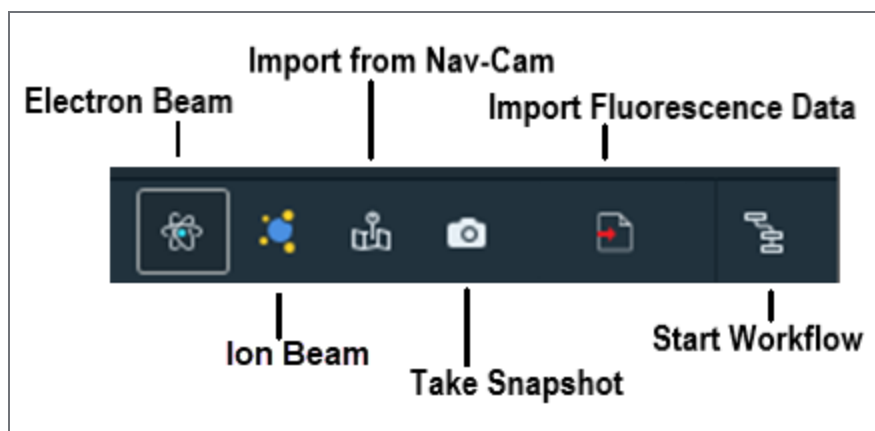 Import from Nav-Cam
Electron Beam
Import Fluorescence Data
Ion Beam
Start Workflow
Take Snapshot